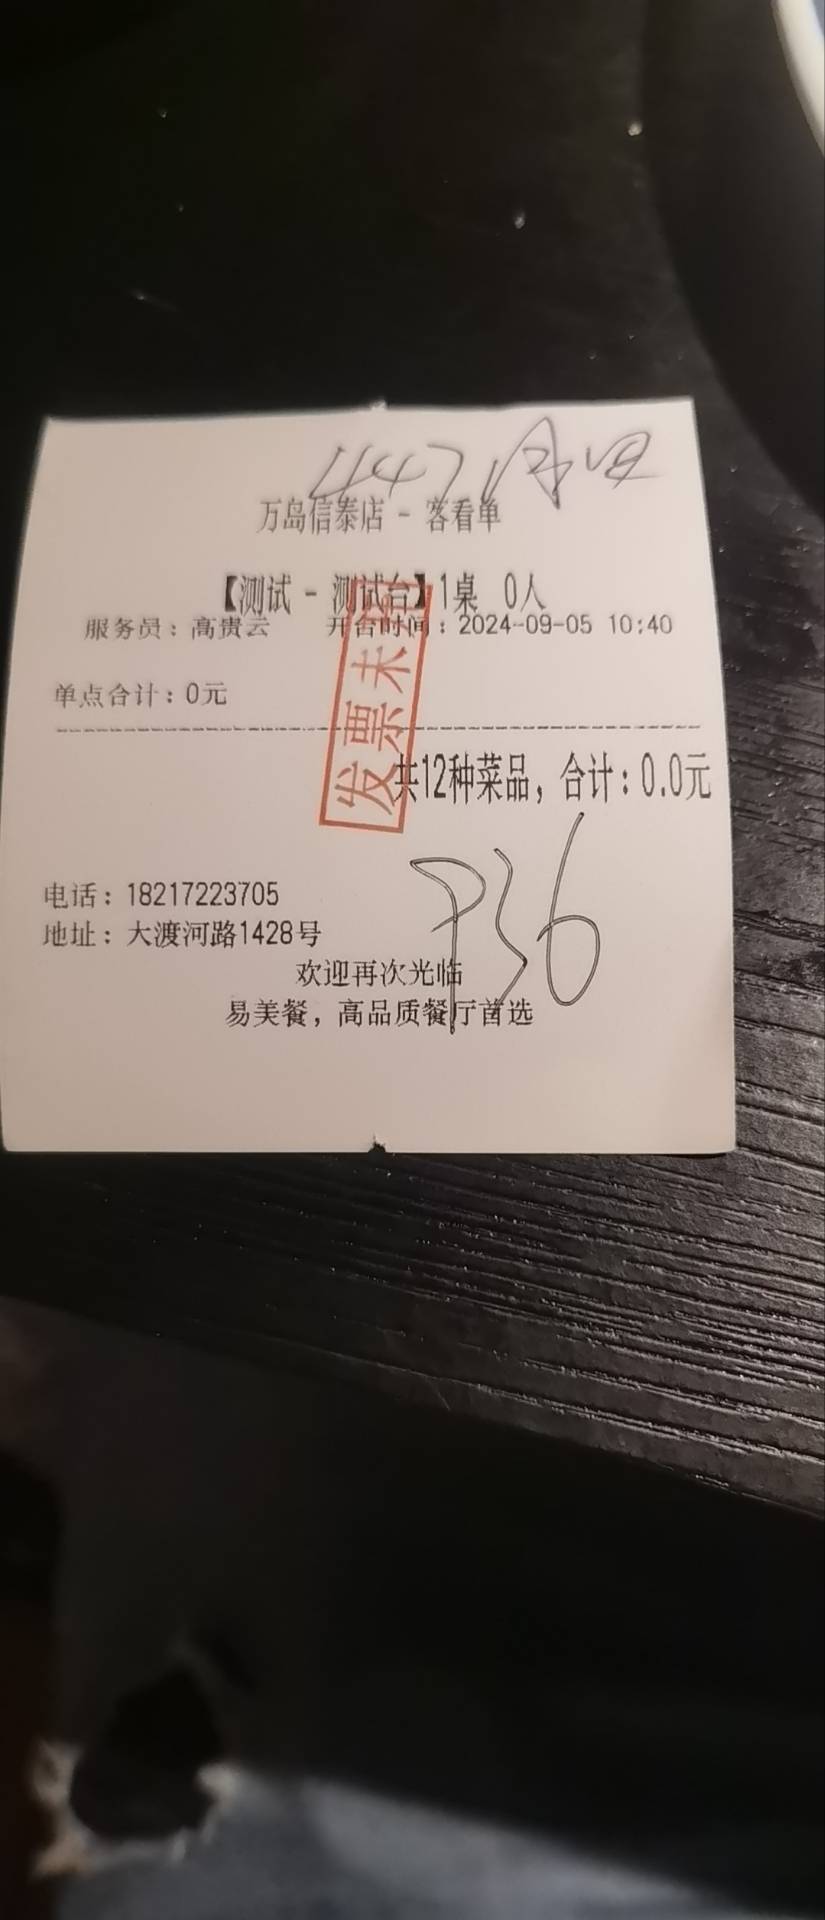 1147
万岛信泰店 - 客看单
【测试 - 测试台】1桌 0人
服务员：高贵云 开台时间：2024-09-05 10:40
单点合计：0元
发票未
共12种菜品，合计：0.0元
电话：18217223705
地址：大渡河路1428号
欢迎再次光临
易美餐，高品质餐厅首选